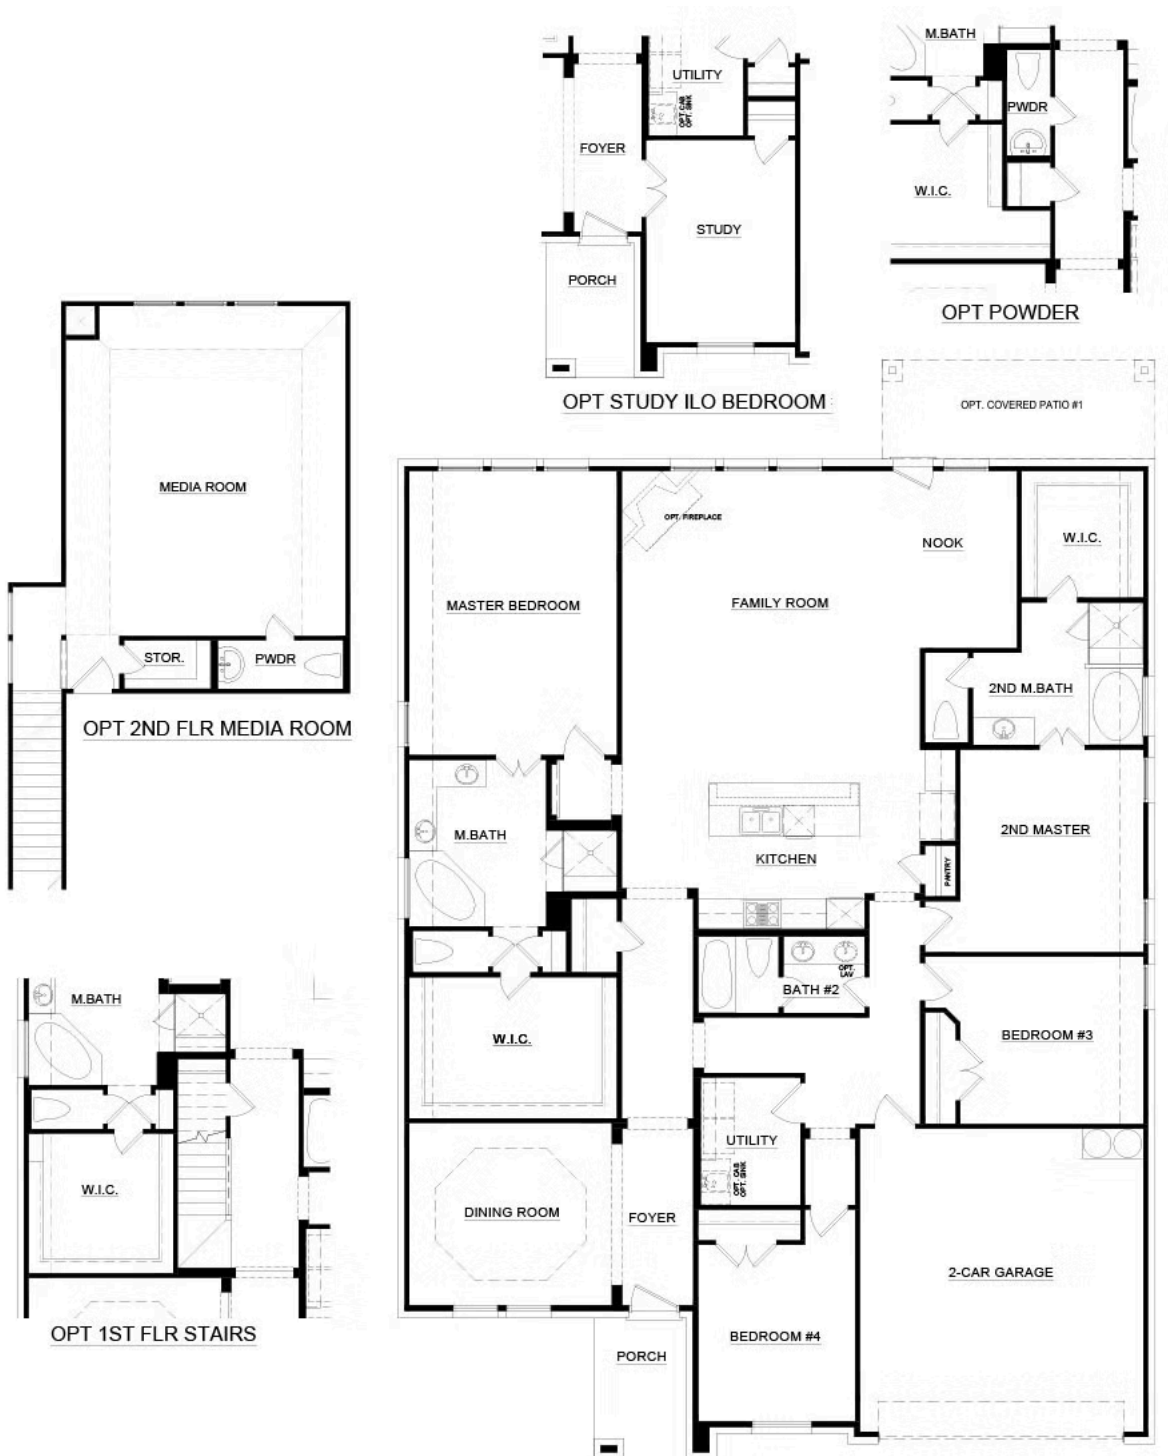 M.BATH
UTILITY
OPT. CAB
OPT. SINK
PWDR
FOYER
W.I.C.
STUDY
PORCH
OPT POWDER
OPT STUDY ILO BEDROOM
OPT. COVERED PATIO #1
MEDIA ROOM
STOR.
PWDR
OPT 2ND FLR MEDIA ROOM
OPT. FIREPLACE
NOOK
W.I.C.
MASTER BEDROOM
FAMILY ROOM
2ND M.BATH
M.BATH
2ND MASTER
KITCHEN
PANTRY
OPT.
LAV
BATH #2
W.I.C.
BEDROOM #3
UTILITY
OPT. CAB
OPT. SINK
DINING ROOM
FOYER
2-CAR GARAGE
BEDROOM #4
PORCH
M.BATH
W.I.C.
OPT 1ST FLR STAIRS